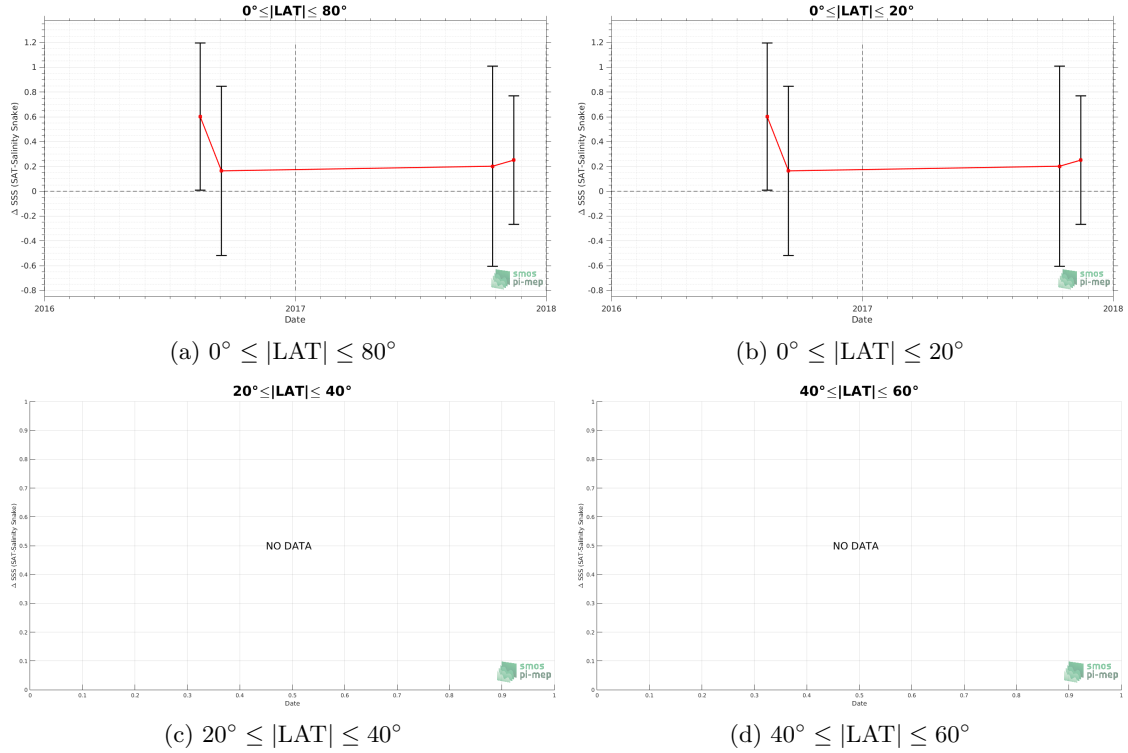 0°≤|LAT|≤ 80°
Δ SSS (SAT-Salinity Snake)
1.2
1
0.8
0.6
0.4
0.2
0
-0.2
-0.4
-0.6
-0.8
2016
2017
2018
Date
smos
pi-mep
(a) 0° ≤ |LAT| ≤ 80°
0°≤|LAT|≤ 20°
Δ SSS (SAT-Salinity Snake)
1.2
1
0.8
0.6
0.4
0.2
0
-0.2
-0.4
-0.6
-0.8
2016
2017
2018
Date
smos
pi-mep
(b) 0° ≤ |LAT| ≤ 20°
20°≤|LAT|≤ 40°
Δ SSS (SAT-Salinity Snake)
1
0.9
0.8
0.7
0.6
0.5
0.4
0.3
0.2
0.1
0
NO DATA
0 0.1 0.2 0.3 0.4 0.5 0.6 0.7 0.8 0.9 1
Date
smos
pi-mep
(c) 20° ≤ |LAT| ≤ 40°
40°≤|LAT|≤ 60°
Δ SSS (SAT-Salinity Snake)
1
0.9
0.8
0.7
0.6
0.5
0.4
0.3
0.2
0.1
0
NO DATA
0 0.1 0.2 0.3 0.4 0.5 0.6 0.7 0.8 0.9 1
Date
smos
pi-mep
(d) 40° ≤ |LAT| ≤ 60°